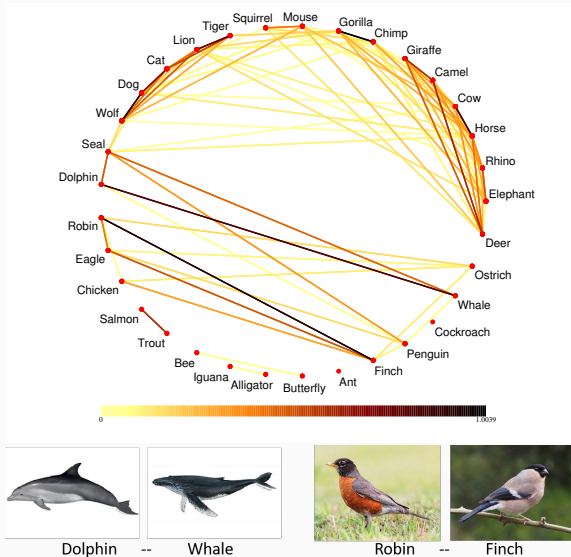 Squirrel
Mouse
Gorilla
Tiger
Chimp
Lion
Giraffe
Cat
Camel
Dog
Cow
Wolf
Horse
Seal
Rhino
Dolphin
Elephant
Robin
Deer
Eagle
Ostrich
Chicken
Whale
Salmon
Cockroach
Trout
Penguin
Bee
Finch
Iguana
Alligator
Butterfly
Ant
0 1.0039
Dolphin -- Whale Robin -- Finch